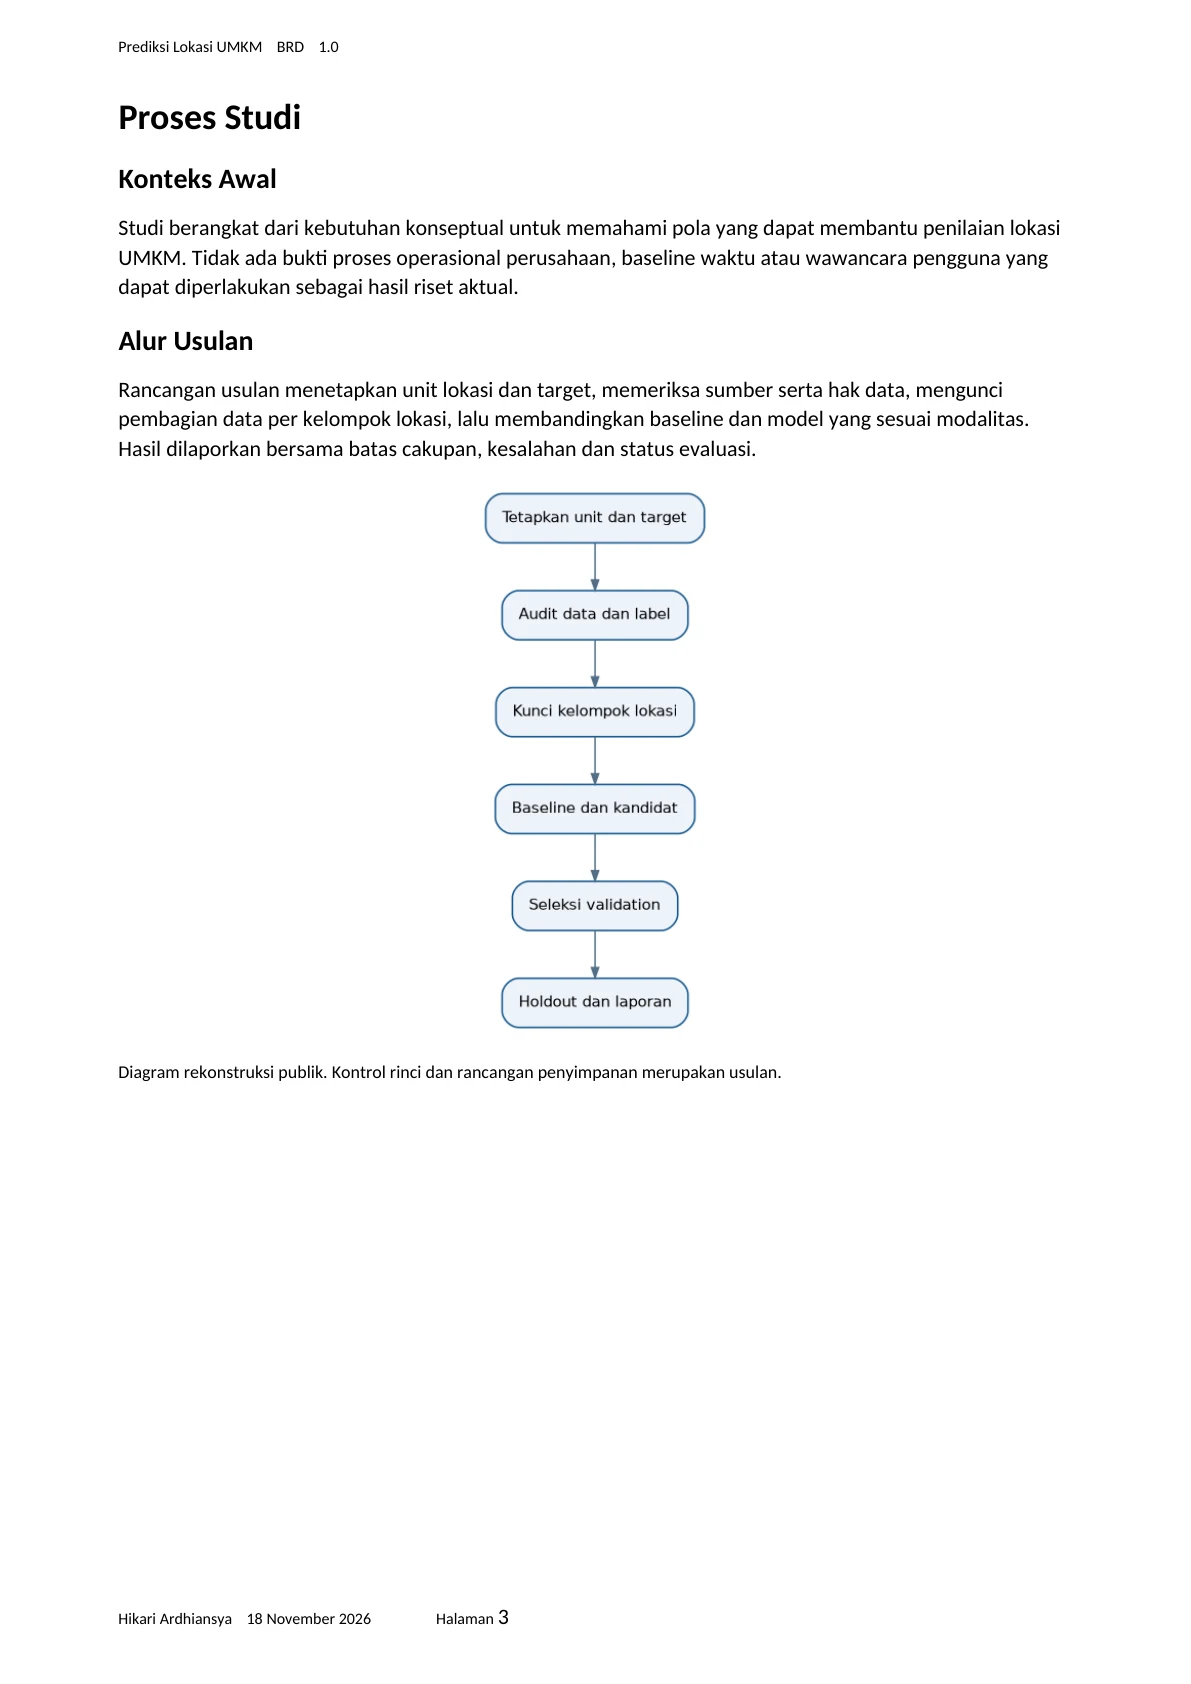 Prediksi Lokasi UMKM BRD 1.0
Proses Studi
Konteks Awal
Studi berangkat dari kebutuhan konseptual untuk memahami pola yang dapat membantu penilaian lokasi
UMKM. Tidak ada bukti proses operasional perusahaan, baseline waktu atau wawancara pengguna yang
dapat diperlakukan sebagai hasil riset aktual.
Alur Usulan
Rancangan usulan menetapkan unit lokasi dan target, memeriksa sumber serta hak data, mengunci
pembagian data per kelompok lokasi, lalu membandingkan baseline dan model yang sesuai modalitas.
Hasil dilaporkan bersama batas cakupan, kesalahan dan status evaluasi.
Tetapkan unit dan target
Audit data dan label
Kunci kelompok lokasi
Baseline dan kandidat
Seleksi validation
Holdout dan laporan
Diagram rekonstruksi publik. Kontrol rinci dan rancangan penyimpanan merupakan usulan.
Hikari Ardhiansya 18 November 2026 Halaman 3